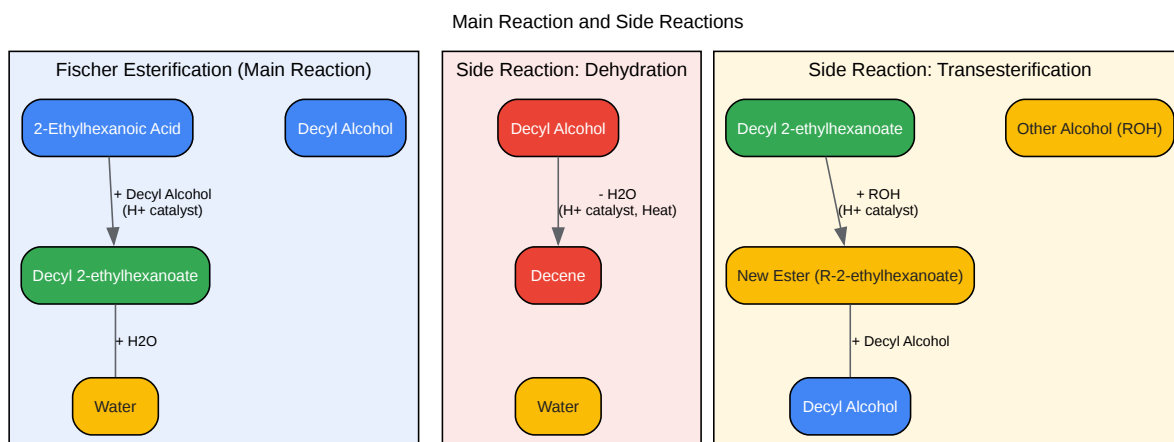 Main Reaction and Side Reactions
Fischer Esterification (Main Reaction)
2-Ethylhexanoic Acid
Decyl Alcohol
+ Decyl Alcohol
(H+ catalyst)
Decyl 2-ethylhexanoate
+ H2O
Water
Side Reaction: Dehydration
Decyl Alcohol
- H2O
(H+ catalyst, Heat)
Decene
Water
Side Reaction: Transesterification
Decyl 2-ethylhexanoate
Other Alcohol (ROH)
+ ROH
(H+ catalyst)
New Ester (R-2-ethylhexanoate)
+ Decyl Alcohol
Decyl Alcohol